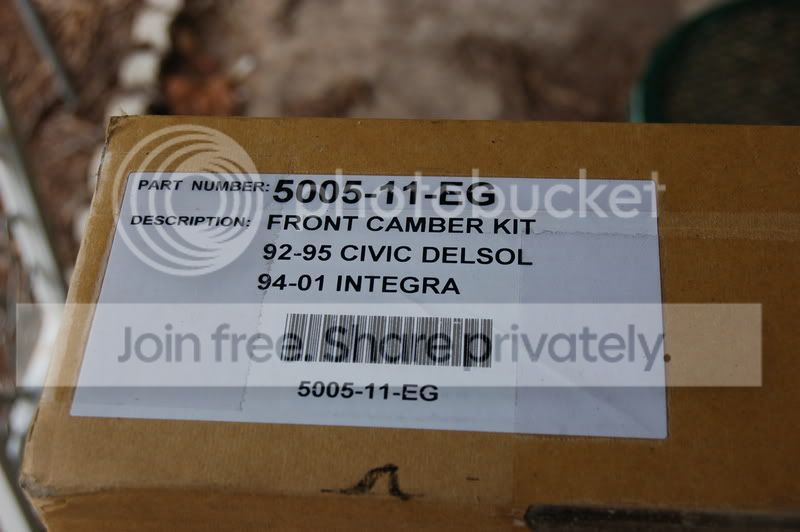 photobucket
PART NUMBER: 5005-11-EG
DESCRIPTION: FRONT CAMBER KIT
92-95 CIVIC DELSOL
94-01 INTEGRA
Join free. Share privately.
5005-11-EG